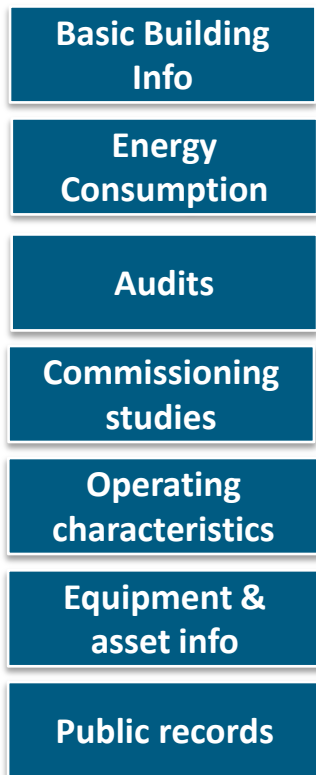 Basic Building
Info
Energy
Consumption
Audits
Commissioning
studies
Operating
characteristics
Equipment &
asset info
Public records